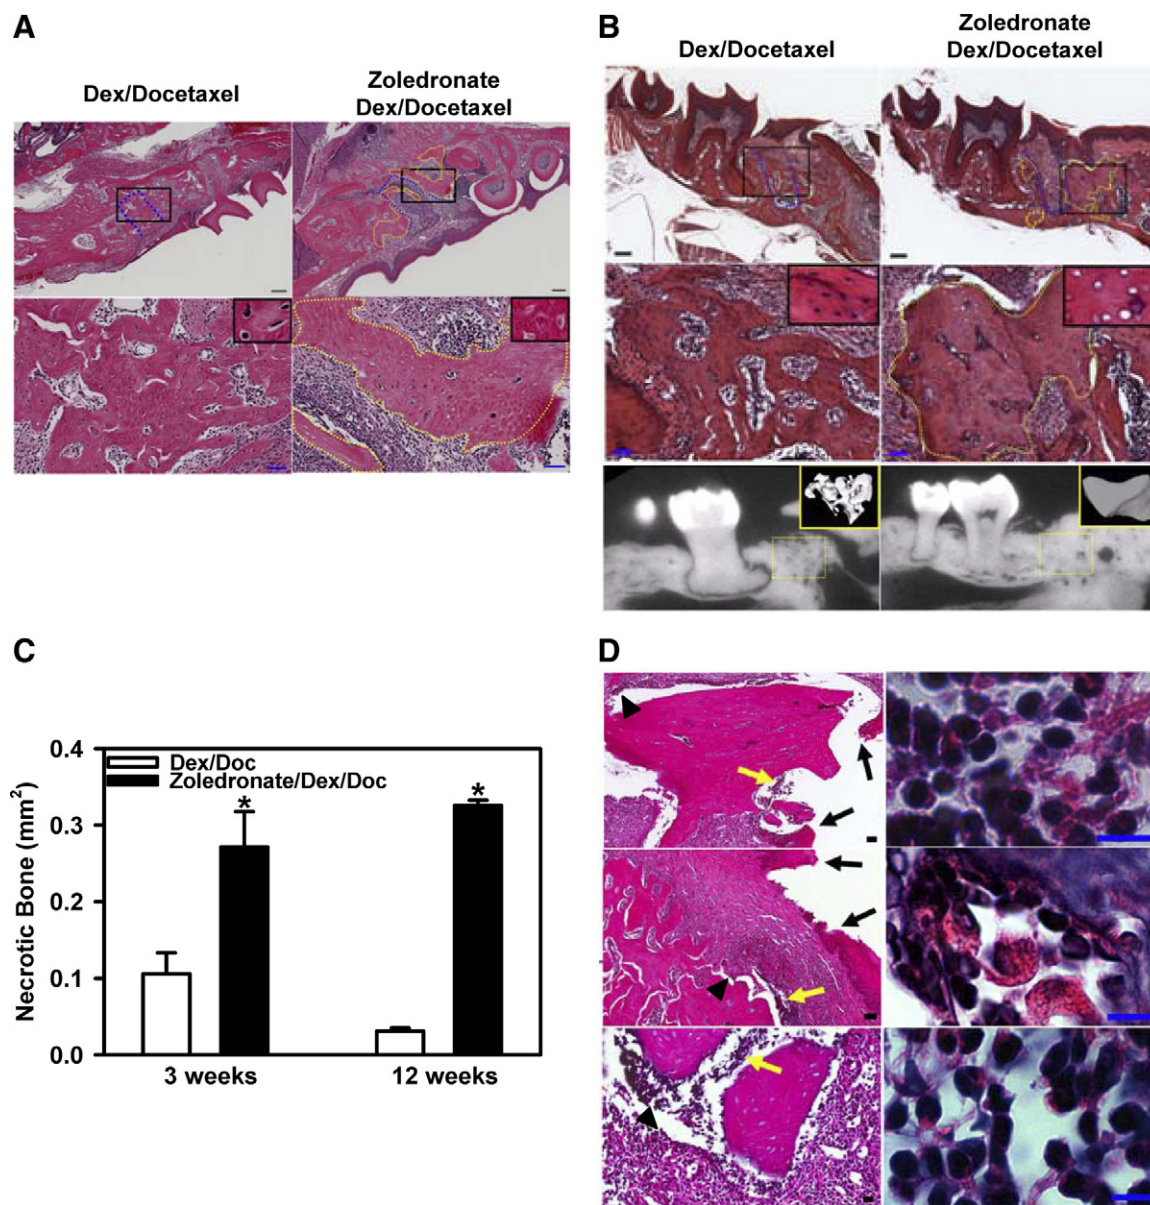 A
Dex/Docetaxel
Zoledronate
Dex/Docetaxel
B
Dex/Docetaxel
Zoledronate
Dex/Docetaxel
C
Necrotic Bone (mm²)
0.4
0.3
0.2
0.1
0.0
Dex/Doc
Zoledronate/Dex/Doc
*
*
3 weeks
12 weeks
D